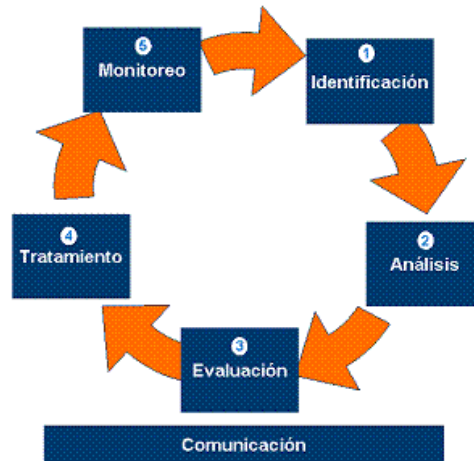 1
Identificación
2
Análisis
3
Evaluación
4
Tratamiento
5
Monitoreo
Comunicación